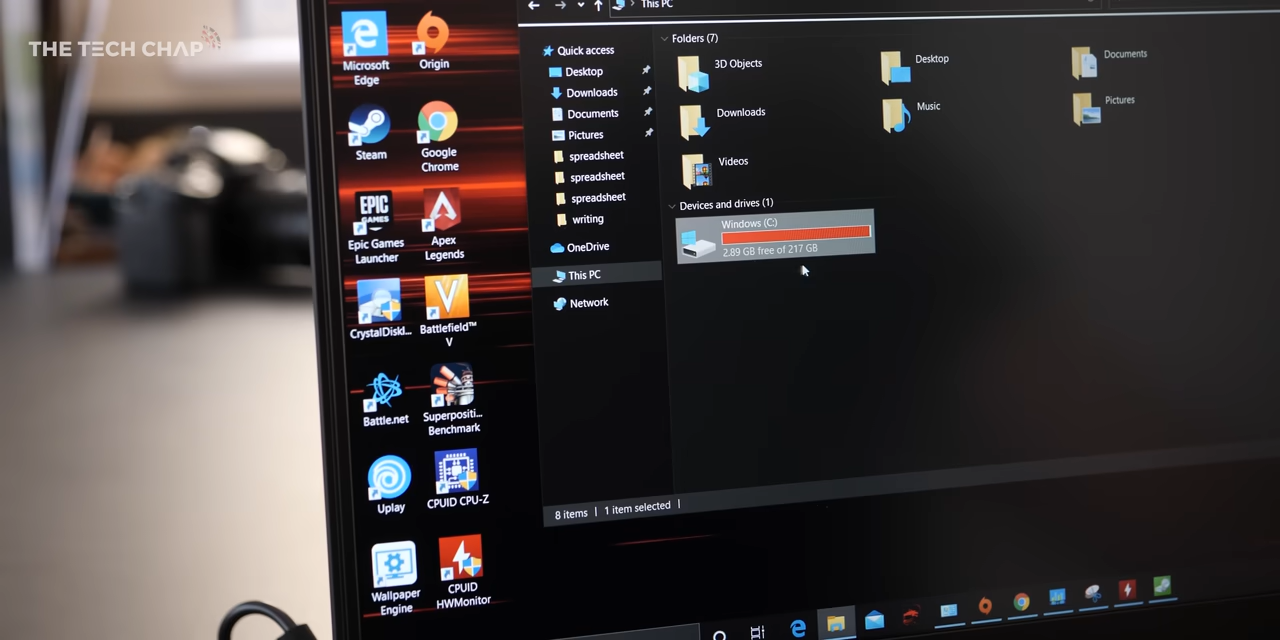 THE TECH CHAP
Microsoft
Edge
Origin
Steam
Google
Chrome
EPIC
GAMES
Epic Games
Launcher
Apex
Legends
CrystalDiskI...
Battlefield™
V
Battle.net
Superpositi...
Benchmark
Uplay
CPUID CPU-Z
Wallpaper
Engine
CPUID
HWMonitor
This PC
Quick access
Desktop
Downloads
Documents
Pictures
spreadsheet
spreadsheet
spreadsheet
writing
OneDrive
This PC
Network
Folders (7)
3D Objects
Desktop
Documents
Downloads
Music
Pictures
Videos
Devices and drives (1)
Windows (C:)
2.89 GB free of 217 GB
8 items
1 item selected